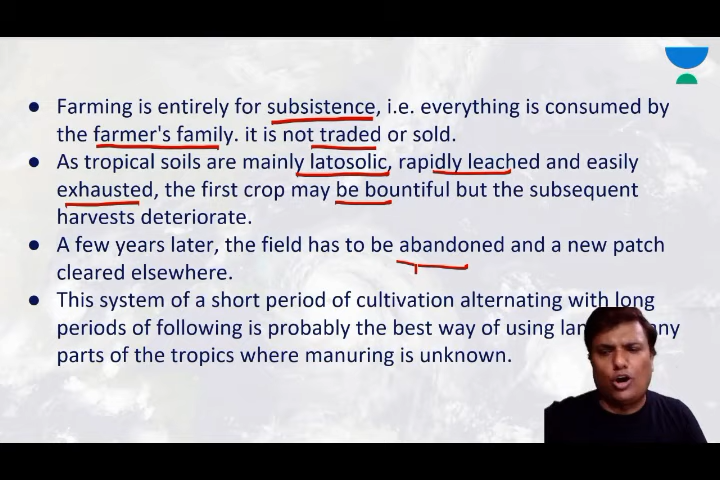 ● Farming is entirely for subsistence, i.e. everything is consumed by
the farmer's family. it is not traded or sold.
● As tropical soils are mainly latosolic, rapidly leached and easily
exhausted, the first crop may be bountiful but the subsequent
harvests deteriorate.
● A few years later, the field has to be abandoned and a new patch
cleared elsewhere.
● This system of a short period of cultivation alternating with long
periods of following is probably the best way of using
parts of the tropics where manuring is unknown.